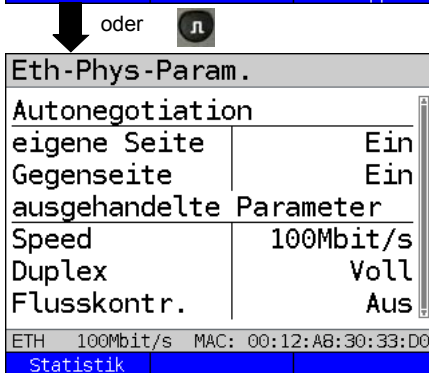 oder
Eth-Phys-Param.
Autonegotiation
eigene Seite Ein
Gegenseite Ein
ausgehandelte Parameter
Speed 100Mbit/s
Duplex Voll
Flusskontr. Aus
ETH 100Mbit/s MAC: 00:12:A8:30:33:D0
Statistik